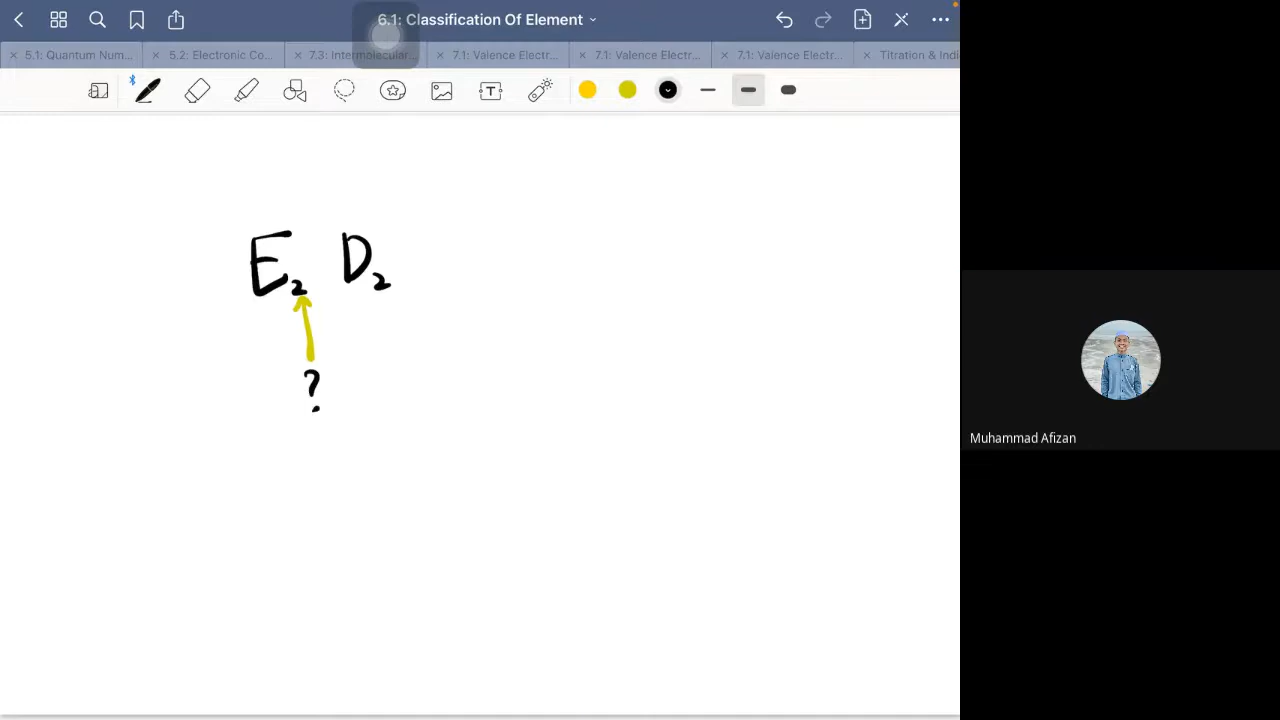 6.1: Classification Of Element
5.1: Quantum Num... 5.2: Electronic Co... 7.3: Intermolecular... 7.1: Valence Electr... 7.1: Valence Electr... 7.1: Valence Electr... Titration & Indi
T
E₂ D₂
?
Muhammad Afizan